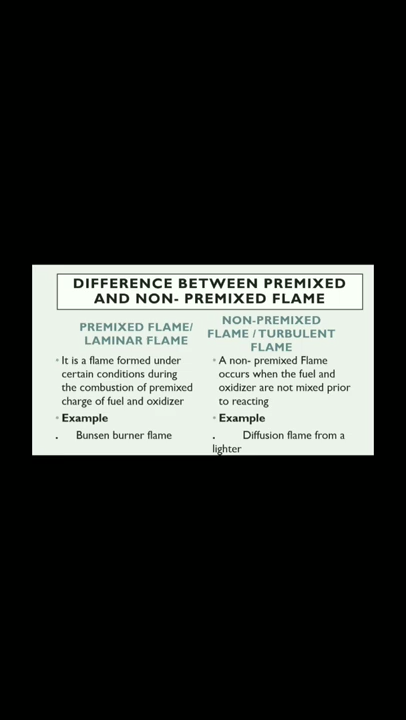 DIFFERENCE BETWEEN PREMIXED
AND NON- PREMIXED FLAME
PREMIXED FLAME/
LAMINAR FLAME
• It is a flame formed under
certain conditions during
the combustion of premixed
charge of fuel and oxidizer
• Example
. Bunsen burner flame
NON-PREMIXED
FLAME / TURBULENT
FLAME
• A non- premixed Flame
occurs when the fuel and
oxidizer are not mixed prior
to reacting
• Example
. Diffusion flame from a
lighter